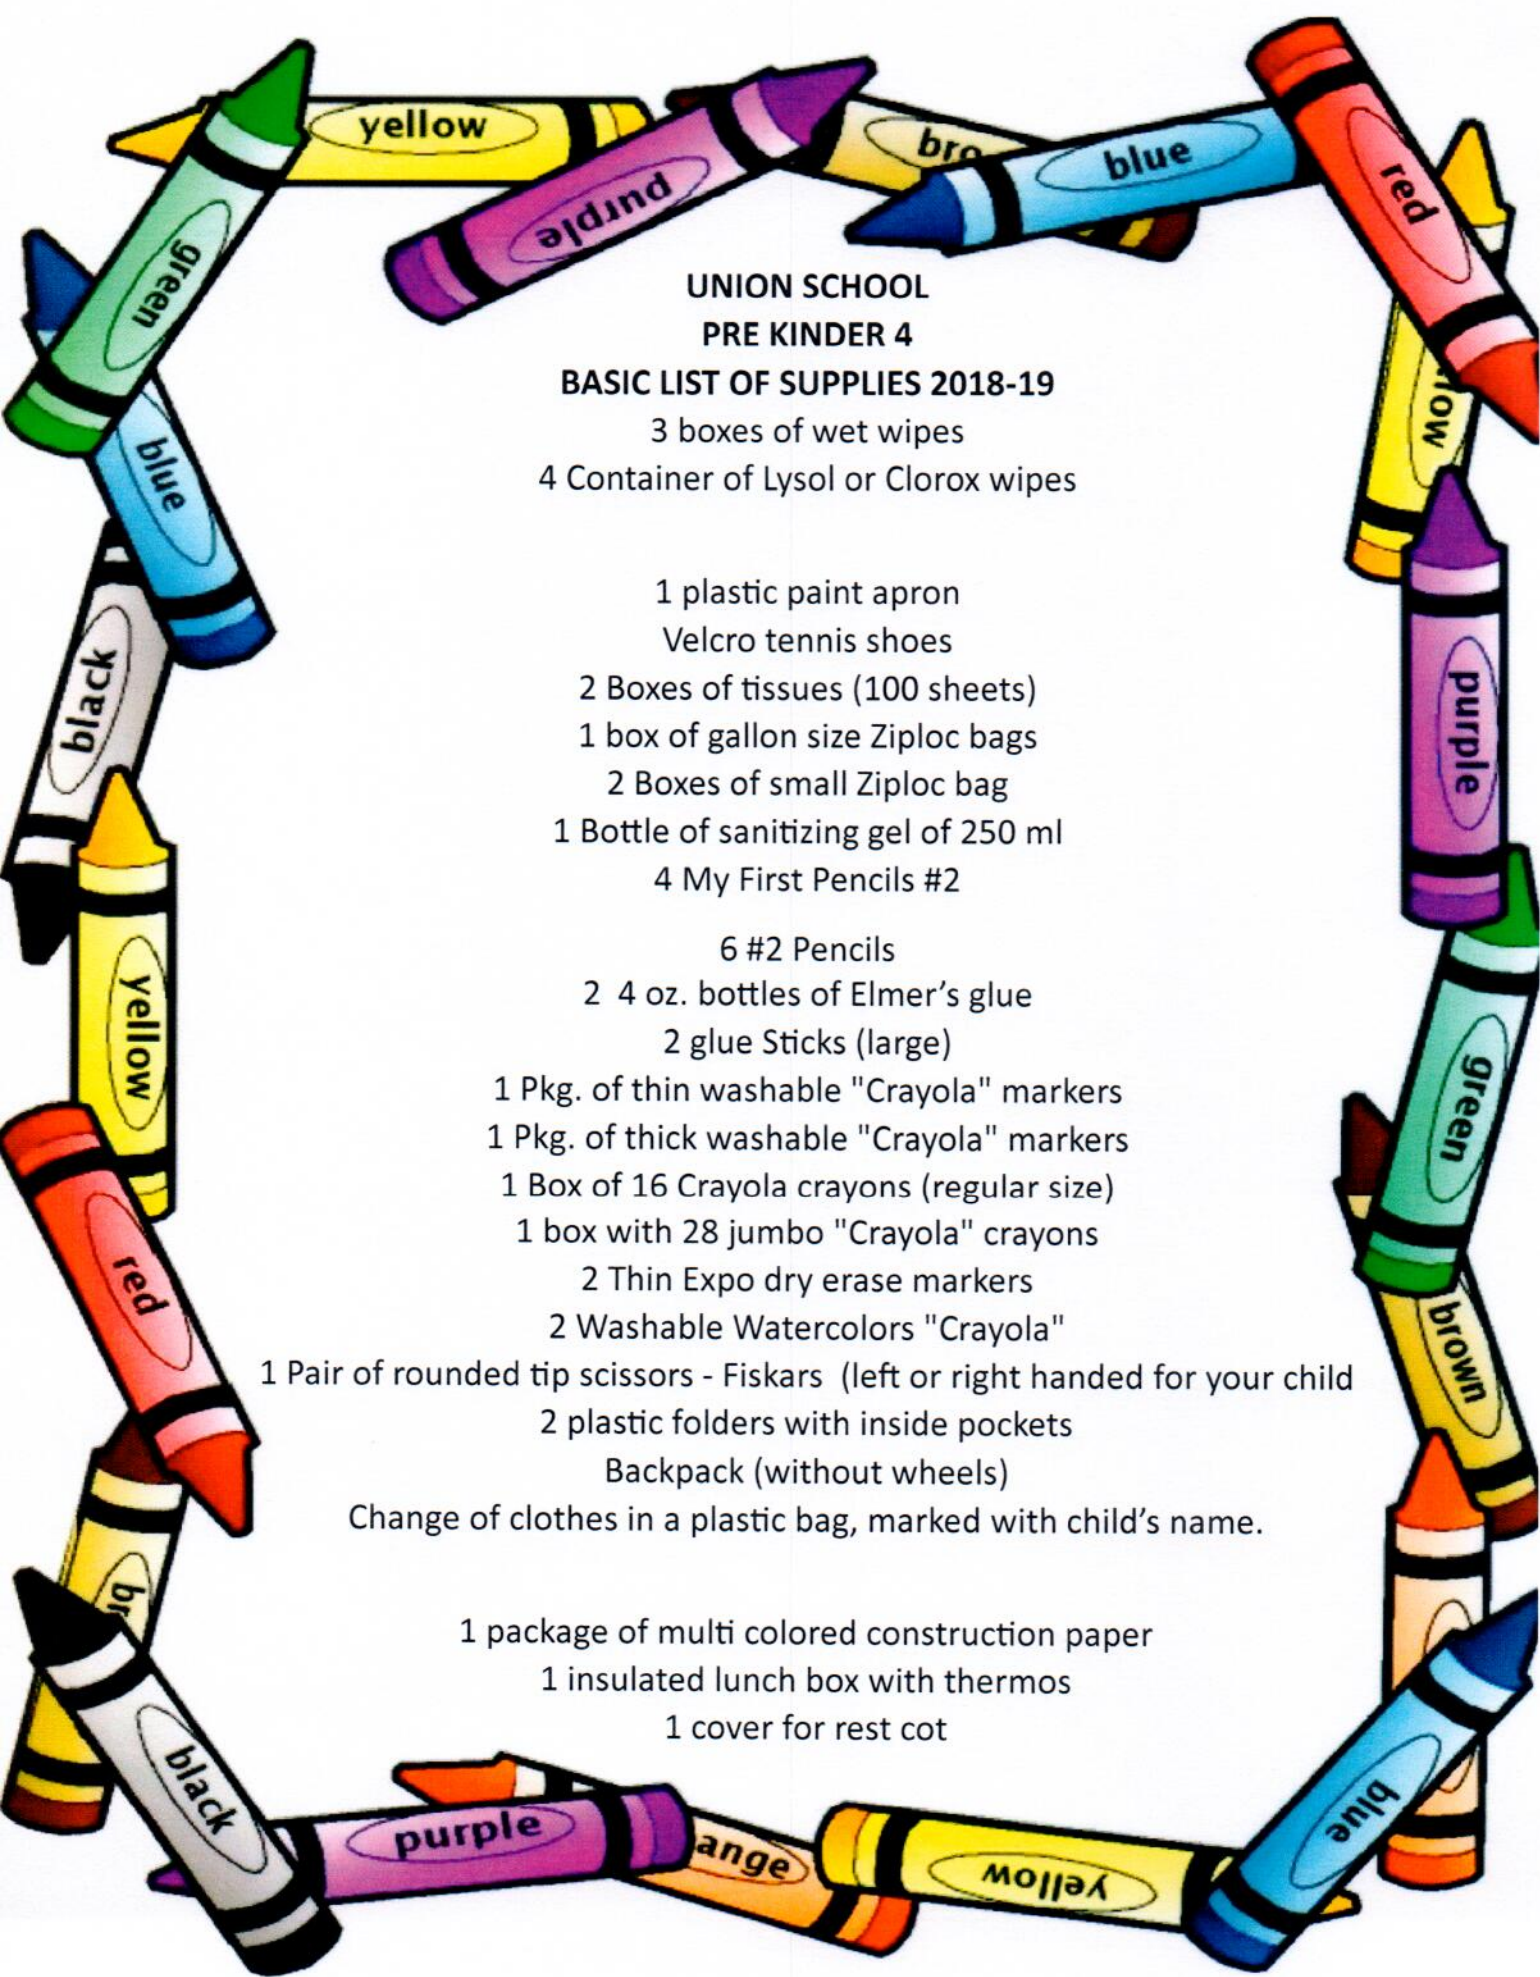 yellow
purple
bro
blue
red
green
blue
low
black
purple
yellow
green
red
brown
br
black
purple
ange
yellow
blue
UNION SCHOOL
PRE KINDER 4
BASIC LIST OF SUPPLIES 2018-19
3 boxes of wet wipes
4 Container of Lysol or Clorox wipes
1 plastic paint apron
Velcro tennis shoes
2 Boxes of tissues (100 sheets)
1 box of gallon size Ziploc bags
2 Boxes of small Ziploc bag
1 Bottle of sanitizing gel of 250 ml
4 My First Pencils #2
6 #2 Pencils
2 4 oz. bottles of Elmer's glue
2 glue Sticks (large)
1 Pkg. of thin washable "Crayola" markers
1 Pkg. of thick washable "Crayola" markers
1 Box of 16 Crayola crayons (regular size)
1 box with 28 jumbo "Crayola" crayons
2 Thin Expo dry erase markers
2 Washable Watercolors "Crayola"
1 Pair of rounded tip scissors - Fiskars (left or right handed for your child
2 plastic folders with inside pockets
Backpack (without wheels)
Change of clothes in a plastic bag, marked with child's name.
1 package of multi colored construction paper
1 insulated lunch box with thermos
1 cover for rest cot